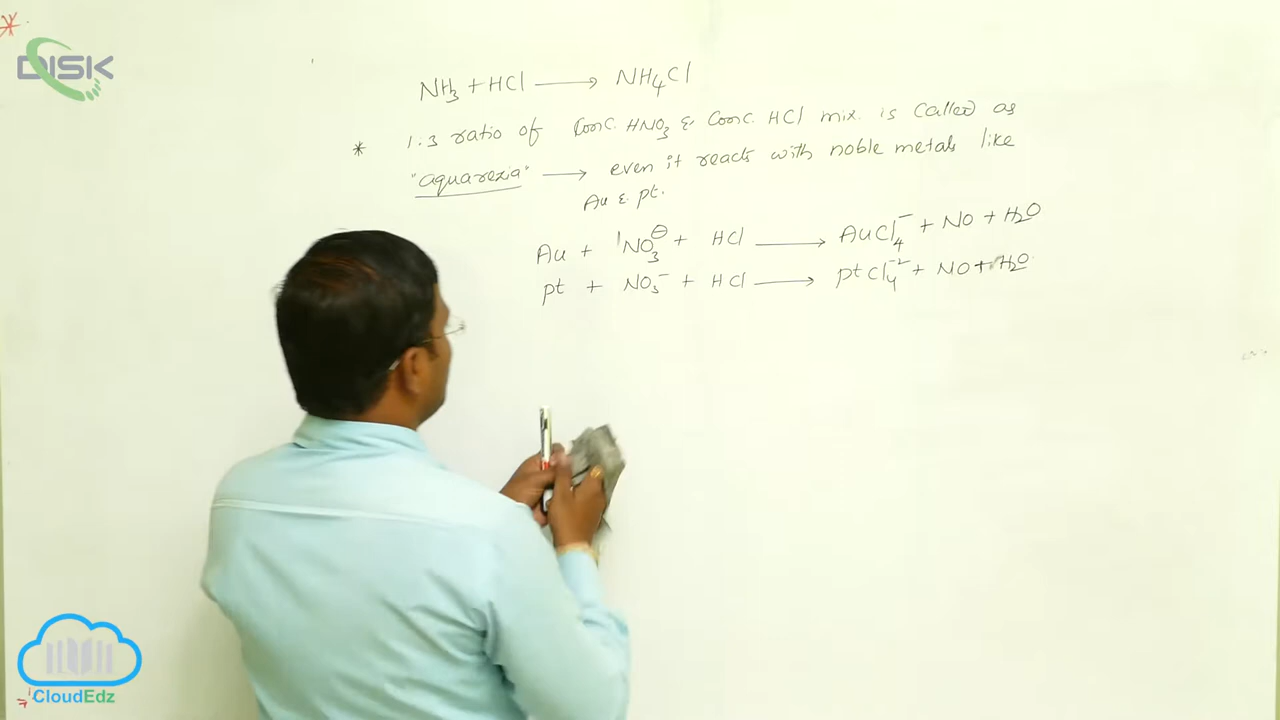 DISK
NH₃ + HCl ⟶ NH₄Cl
* 1:3 ratio of Conc. HNO₃ & Conc. HCl mix. is called as
"aquarezia" ⟶ even it reacts with noble metals like
Au & pt.
Au + NO₃⊖ + HCl ⟶ AuCl₄⁻ + NO + H₂O
pt + NO₃⁻ + HCl ⟶ ptCl₄⁻² + NO + H₂O
CloudEdz